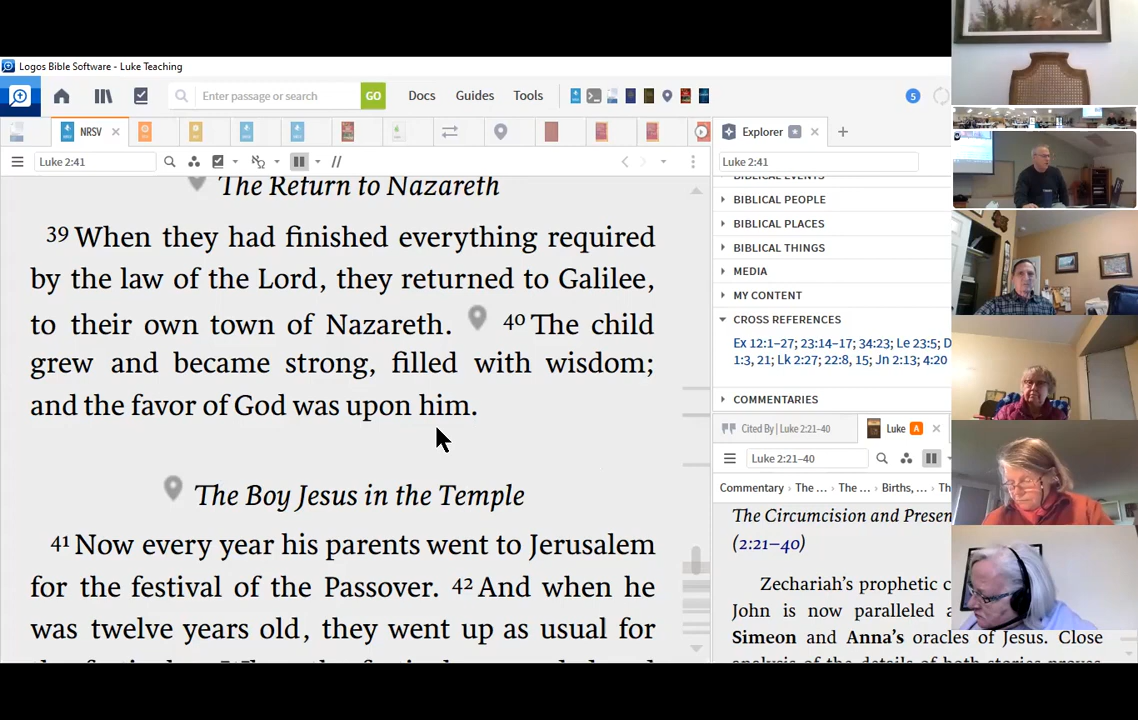 Logos Bible Software - Luke Teaching
Enter passage or search
GO
Docs
Guides
Tools
5
NRSV
Explorer
Luke 2:41
Luke 2:41
The Return to Nazareth
39 When they had finished everything required
by the law of the Lord, they returned to Galilee,
to their own town of Nazareth. 40 The child
grew and became strong, filled with wisdom;
and the favor of God was upon him.
The Boy Jesus in the Temple
41 Now every year his parents went to Jerusalem
for the festival of the Passover. 42 And when he
was twelve years old, they went up as usual for
BIBLICAL EVENTS
BIBLICAL PEOPLE
BIBLICAL PLACES
BIBLICAL THINGS
MEDIA
MY CONTENT
CROSS REFERENCES
Ex 12:1–27; 23:14–17; 34:23; Le 23:5; D
1:3, 21; Lk 2:27; 22:8, 15; Jn 2:13; 4:20
COMMENTARIES
Cited By | Luke 2:21-40
Luke A
Luke 2:21–40
Commentary › The ... › The ... › Births, ... › Th
The Circumcision and Presen
(2:21–40)
Zechariah's prophetic c
John is now paralleled a
Simeon and Anna's oracles of Jesus. Close